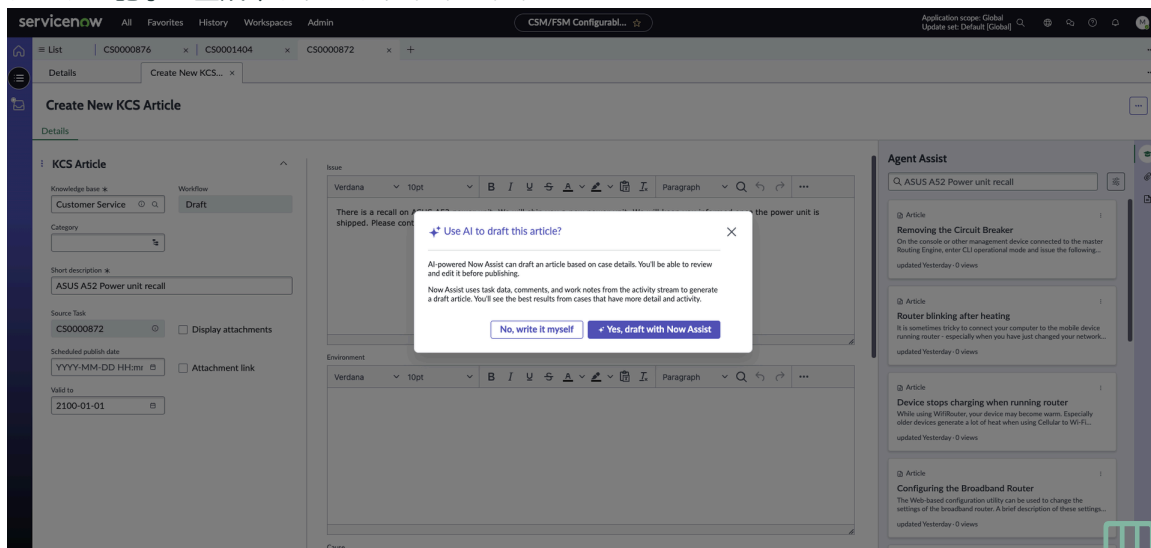 servicenow All Favorites History Workspaces Admin CSM/FSM Configurabl... Application scope: Global
Update set: Default [Global]
M
List CS0000876 × CS0001404 × CS0000872 × +
Details Create New KCS... ×
Create New KCS Article
Details
KCS Article
Knowledge base
Customer Service
Workflow
Draft
Category
Short description
ASUS A52 Power unit recall
Source Task
CS0000872
Display attachments
Scheduled publish date
YYYY-MM-DD HH:mm
Attachment link
Valid to
2100-01-01
Issue
Verdana 10pt B I U S A Paragraph
There is a recall on
the power unit is
shipped. Please
Use AI to draft this article?
AI-powered Now Assist can draft an article based on case details. You'll be able to review
and edit it before publishing.
Now Assist uses task data, comments, and work notes from the activity stream to generate
a draft article. You'll see the best results from cases that have more detail and activity.
No, write it myself
Yes, draft with Now Assist
Environment
Verdana 10pt B I U S A Paragraph
Agent Assist
ASUS A52 Power unit recall
Article
Removing the Circuit Breaker
On the console or other management device connected to the master
Routing Engine, enter CLI operational mode and issue the following...
updated Yesterday · 0 views
Article
Router blinking after heating
It is sometimes tricky to connect your computer to the mobile device
running router - especially when you have just changed your network...
updated Yesterday · 0 views
Article
Device stops charging when running router
While using WifiRouter, your device may become warm. Especially
older devices generate a lot of heat when using Cellular to Wi-Fi...
updated Yesterday · 0 views
Article
Configuring the Broadband Router
The Web-based configuration utility can be used to change the
settings of the broadband router. A brief description of these settings...
updated Yesterday · 0 views